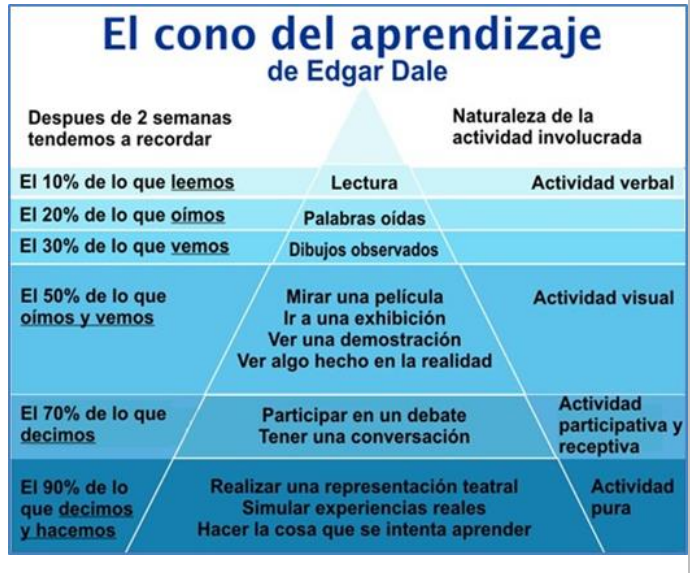 El cono del aprendizaje
de Edgar Dale
Despues de 2 semanas
tendemos a recordar
Naturaleza de la
actividad involucrada
El 10% de lo que leemos
Lectura
Actividad verbal
El 20% de lo que oímos
Palabras oídas
El 30% de lo que vemos
Dibujos observados
El 50% de lo que
oímos y vemos
Mirar una película
Ir a una exhibición
Ver una demostración
Ver algo hecho en la realidad
Actividad visual
El 70% de lo que
decimos
Participar en un debate
Tener una conversación
Actividad
participativa y
receptiva
El 90% de lo
que decimos
y hacemos
Realizar una representación teatral
Simular experiencias reales
Hacer la cosa que se intenta aprender
Actividad
pura